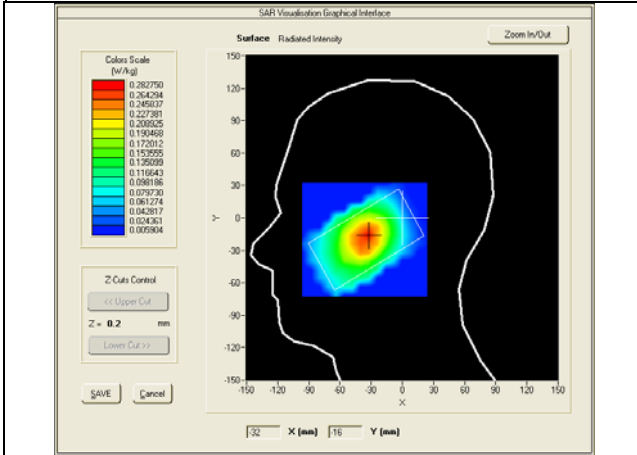 SAR Visualisation Graphical Interface
Surface Radiated Intensity
Zoom In/Out
Colors Scale
(W/kg)
0.282750
0.264294
0.245837
0.227381
0.208925
0.190468
0.172012
0.153555
0.135099
0.116643
0.098186
0.079730
0.061274
0.042817
0.024361
0.005904
Z-Cuts Control
<< Upper Cut
Z = 0.2 mm
Lower Cut >>
SAVE Cancel
150-
120-
90-
60-
30-
0-
-30-
-60-
-90-
-120-
-150-
Y
-150 -120 -90 -60 -30 0 30 60 90 120 150
X
-32 X (mm) -16 Y (mm)